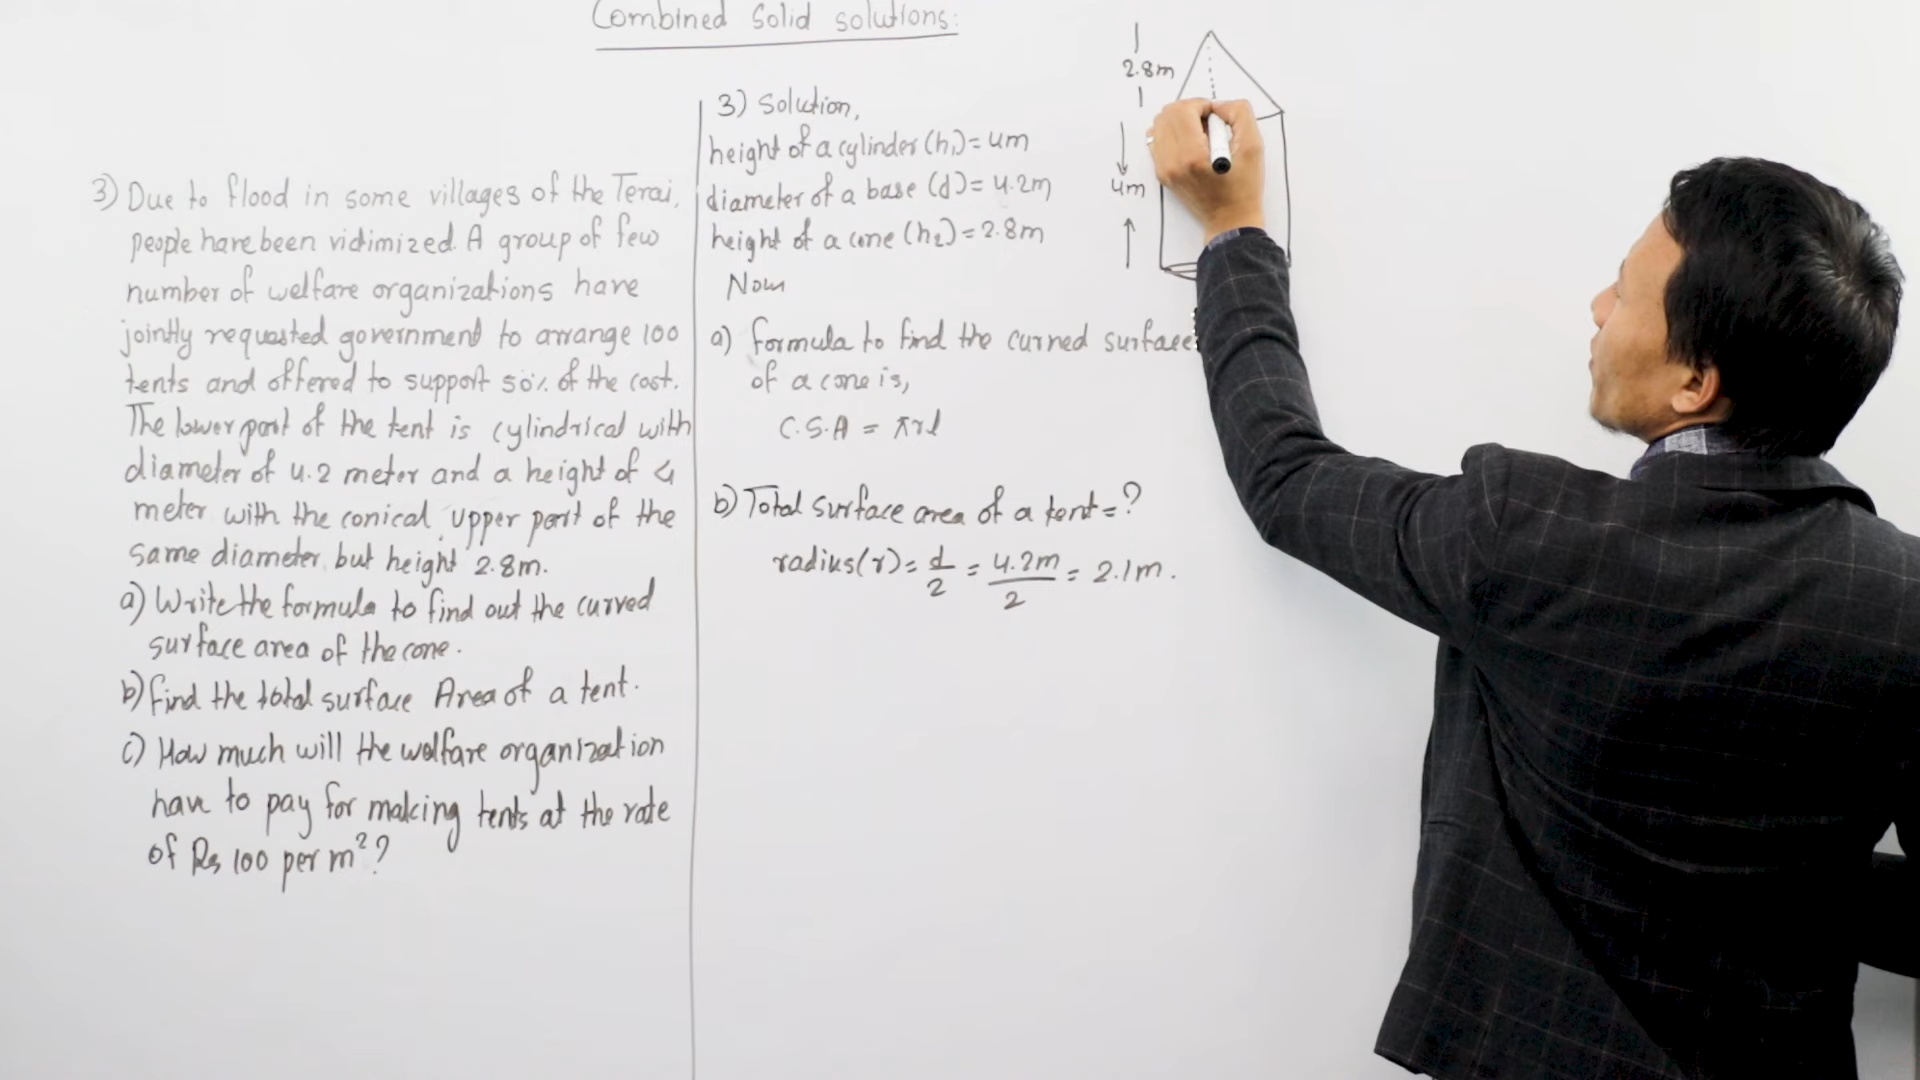 Combined Solid solutions:
3) Due to flood in some villages of the Terai,
people have been vidimized. A group of few
number of welfare organizations have
jointly requested government to arrange 100
tents and offered to support 50% of the cost.
The lower part of the tent is cylindrical with
diameter of 4.2 meter and a height of 4
meter with the conical upper part of the
same diameter but height 2.8m.
a) Write the formula to find out the curved
surface area of the cone.
b) find the total surface Area of a tent.
c) How much will the welfare organization
have to pay for making tents at the rate
of Rs 100 per m²?
3) Solution,
height of a cylinder (h₁) = 4m
diameter of a base (d) = 4.2m
height of a cone (h₂) = 2.8m
Now
a) formula to find the curved surface
of a cone is,
C.S.A = πrl
b) Total surface area of a tent = ?
radius(r) = d/2 = 4.2m/2 = 2.1m.
2.8m
4m